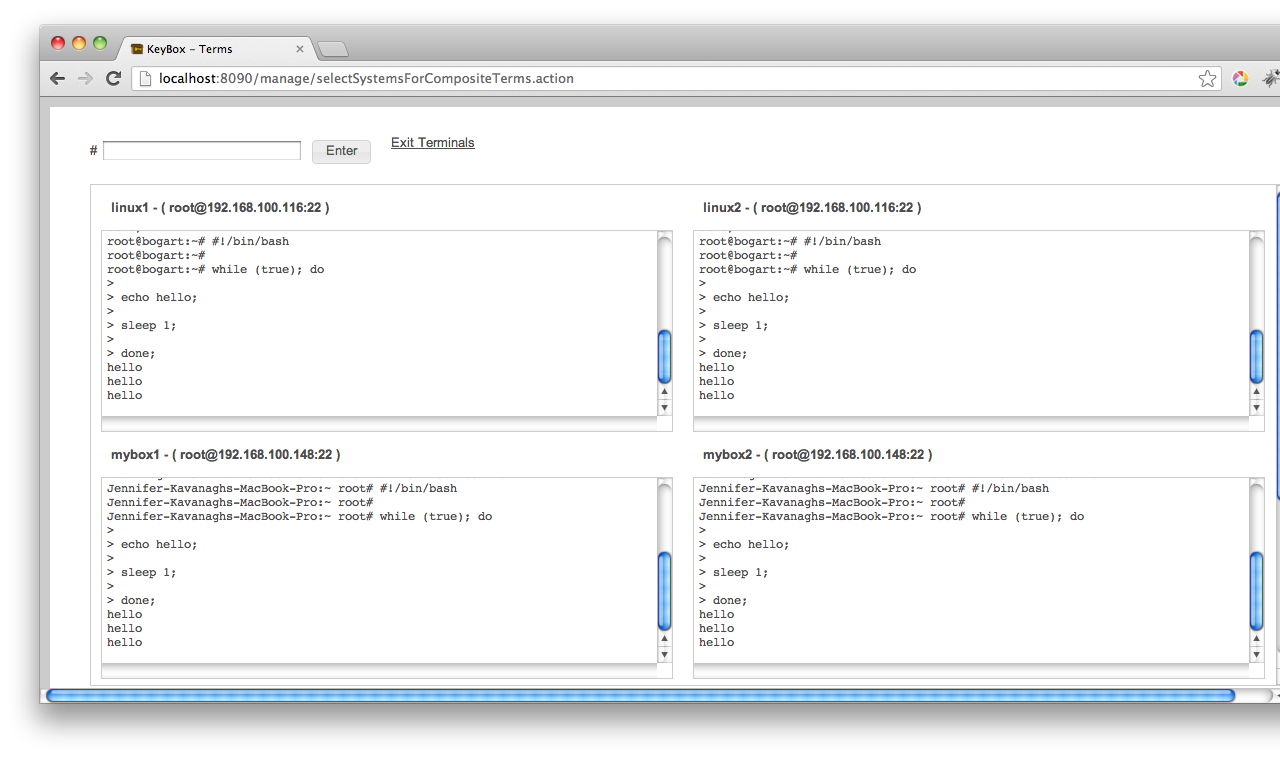 KeyBox – Terms
localhost:8090/manage/selectSystemsForCompositeTerms.action
# Enter Exit Terminals
linux1 - ( root@192.168.100.116:22 )
root@bogart:~# #!/bin/bash
root@bogart:~#
root@bogart:~# while (true); do
>
> echo hello;
>
> sleep 1;
>
> done;
hello
hello
hello
linux2 - ( root@192.168.100.116:22 )
root@bogart:~# #!/bin/bash
root@bogart:~#
root@bogart:~# while (true); do
>
> echo hello;
>
> sleep 1;
>
> done;
hello
hello
hello
mybox1 - ( root@192.168.100.148:22 )
Jennifer-Kavanaghs-MacBook-Pro:~ root# #!/bin/bash
Jennifer-Kavanaghs-MacBook-Pro:~ root#
Jennifer-Kavanaghs-MacBook-Pro:~ root# while (true); do
>
> echo hello;
>
> sleep 1;
>
> done;
hello
hello
hello
mybox2 - ( root@192.168.100.148:22 )
Jennifer-Kavanaghs-MacBook-Pro:~ root# #!/bin/bash
Jennifer-Kavanaghs-MacBook-Pro:~ root#
Jennifer-Kavanaghs-MacBook-Pro:~ root# while (true); do
>
> echo hello;
>
> sleep 1;
>
> done;
hello
hello
hello